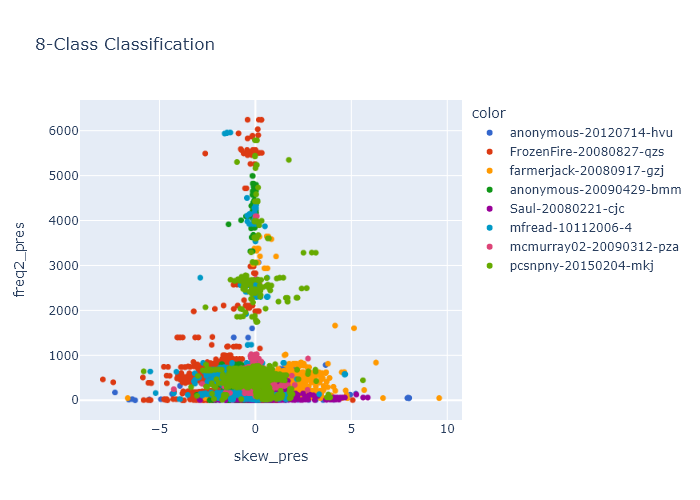 8-Class Classification
color
anonymous-20120714-hvu
FrozenFire-20080827-qzs
farmerjack-20080917-gzj
anonymous-20090429-bmm
Saul-20080221-cjc
mfread-10112006-4
mcmurray02-20090312-pza
pcsnpny-20150204-mkj
freq2_pres
6000
5000
4000
3000
2000
1000
0
−5
0
5
10
skew_pres